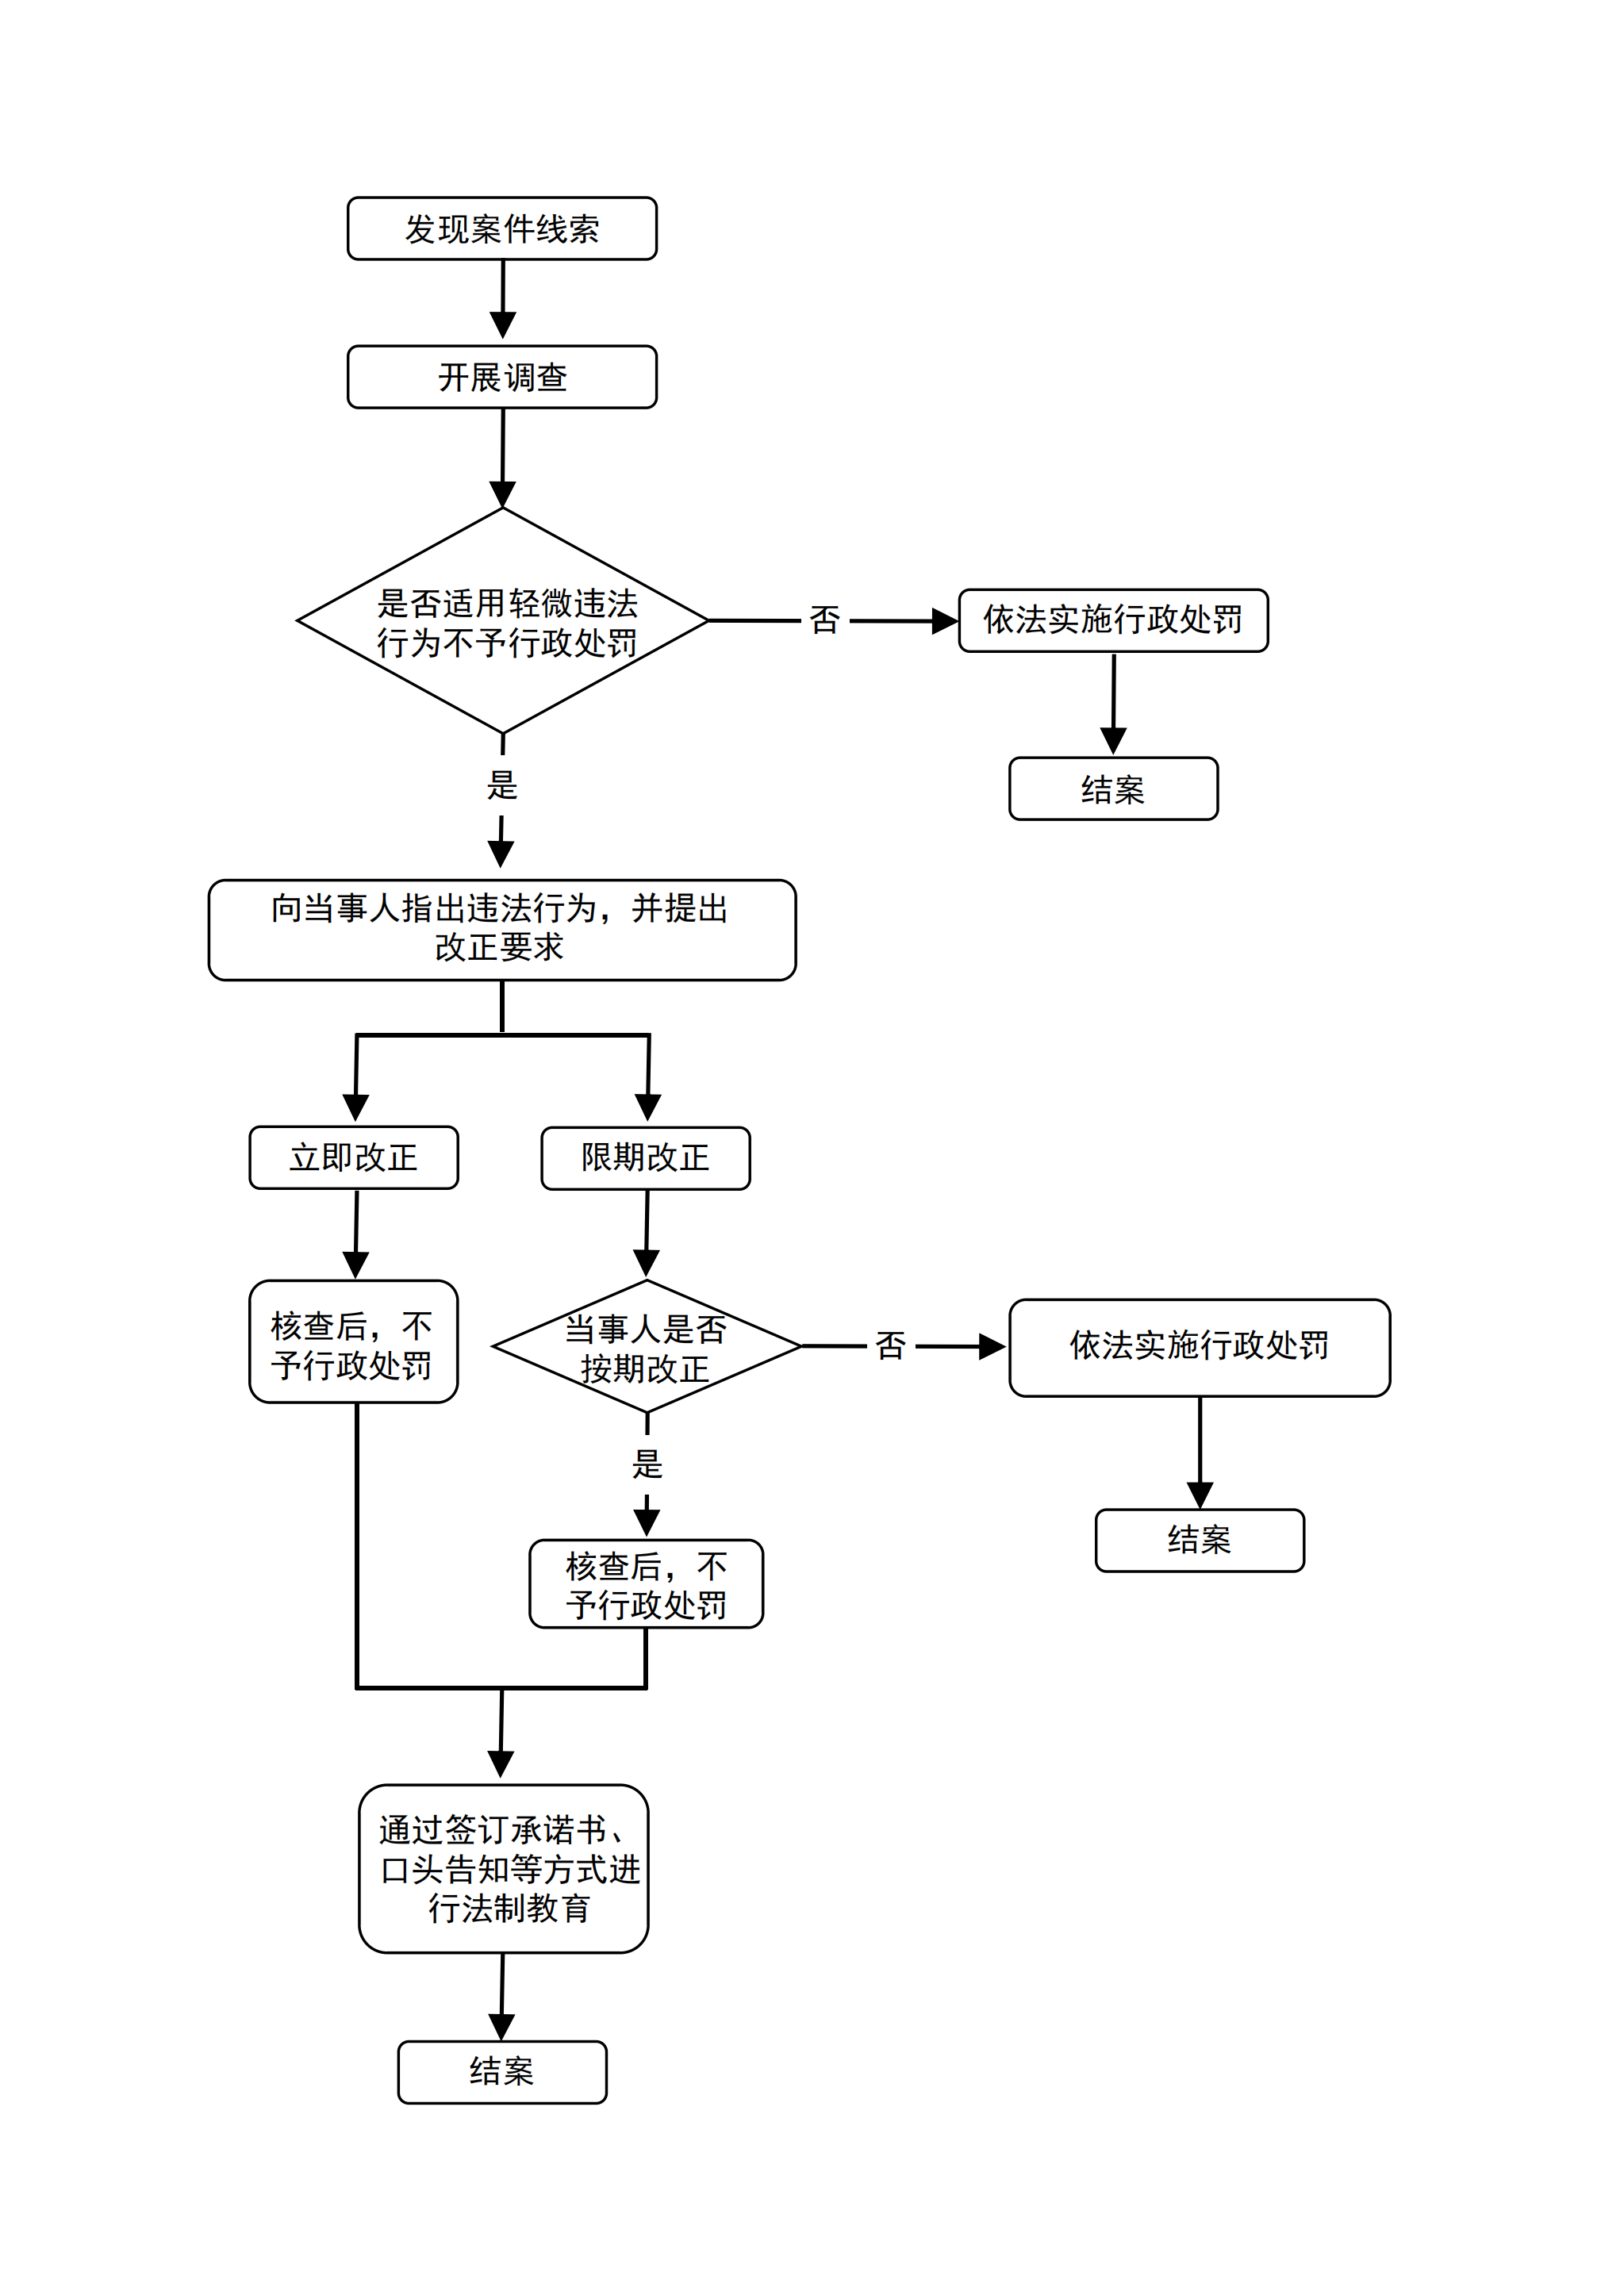 发现案件线索
开展调查
是否适用轻微违法
行为不予行政处罚
否
依法实施行政处罚
结案
是
向当事人指出违法行为，并提出
改正要求
立即改正
限期改正
核查后，不
予行政处罚
当事人是否
按期改正
否
依法实施行政处罚
是
结案
核查后，不
予行政处罚
通过签订承诺书、
口头告知等方式进
行法制教育
结案